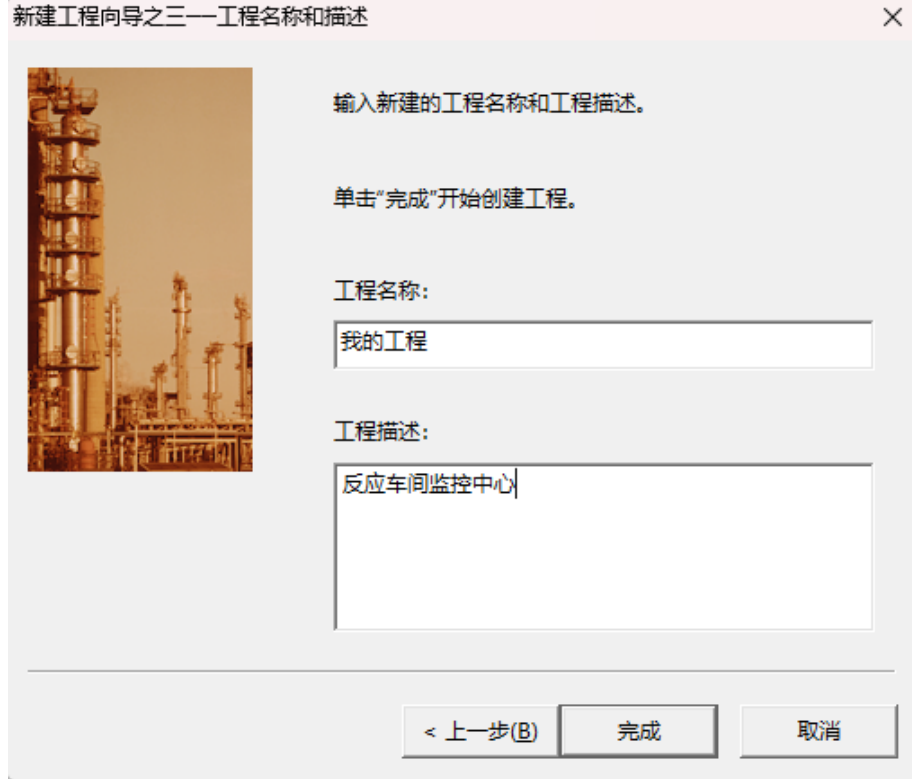 新建工程向导之三——工程名称和描述
输入新建的工程名称和工程描述。
单击“完成”开始创建工程。
工程名称：
我的工程
工程描述：
反应车间监控中心
< 上一步(B)
完成
取消